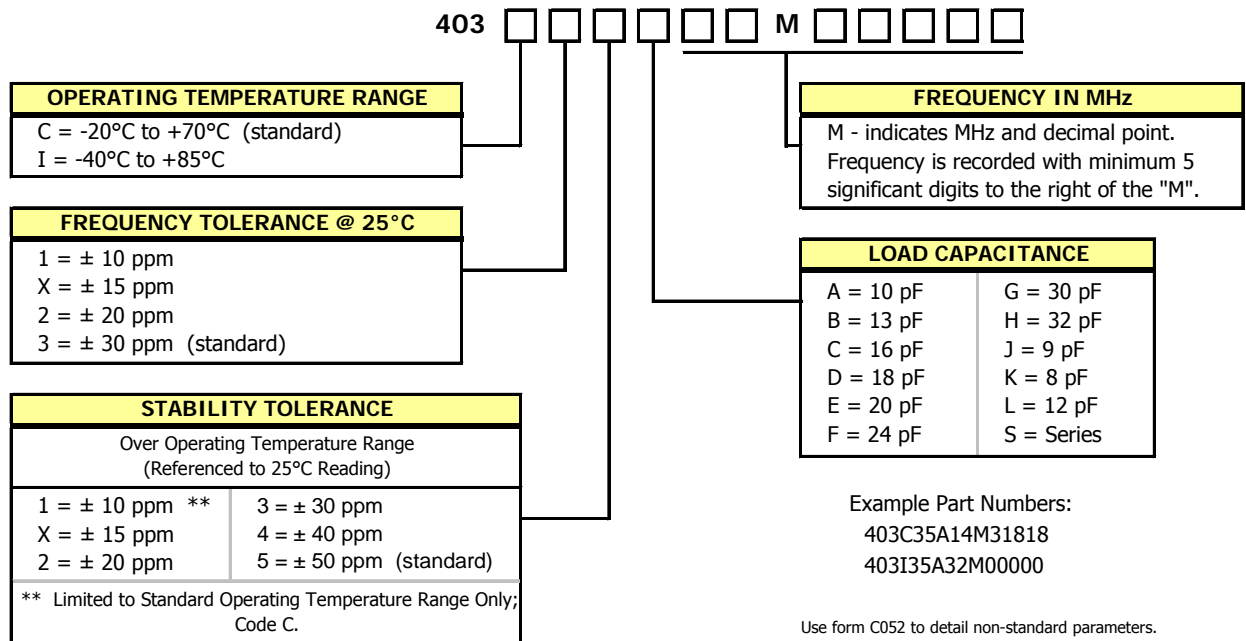 403 M
OPERATING TEMPERATURE RANGE
C = -20°C to +70°C (standard)
I = -40°C to +85°C
FREQUENCY TOLERANCE @ 25°C
1 = ± 10 ppm
X = ± 15 ppm
2 = ± 20 ppm
3 = ± 30 ppm (standard)
STABILITY TOLERANCE
Over Operating Temperature Range
(Referenced to 25°C Reading)
1 = ± 10 ppm **
X = ± 15 ppm
2 = ± 20 ppm
3 = ± 30 ppm
4 = ± 40 ppm
5 = ± 50 ppm (standard)
** Limited to Standard Operating Temperature Range Only;
Code C.
FREQUENCY IN MHz
M - indicates MHz and decimal point.
Frequency is recorded with minimum 5
significant digits to the right of the "M".
LOAD CAPACITANCE
A = 10 pF
B = 13 pF
C = 16 pF
D = 18 pF
E = 20 pF
F = 24 pF
G = 30 pF
H = 32 pF
J = 9 pF
K = 8 pF
L = 12 pF
S = Series
Example Part Numbers:
403C35A14M31818
403I35A32M00000
Use form C052 to detail non-standard parameters.